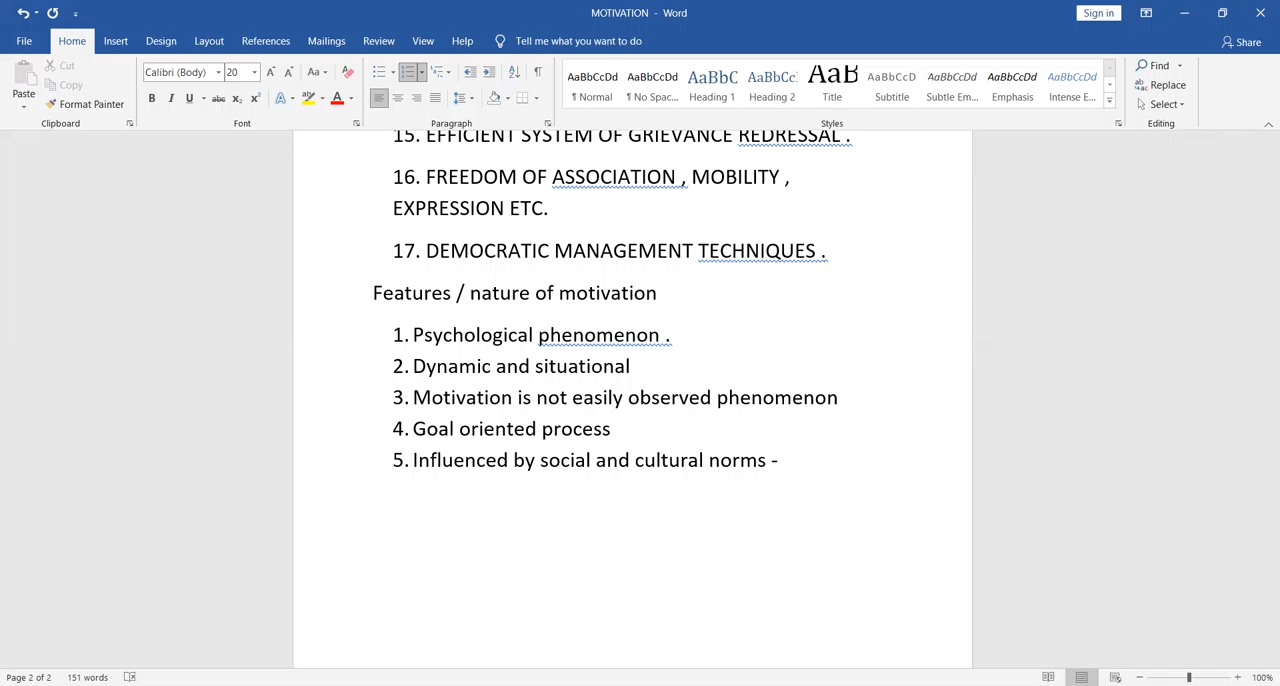 MOTIVATION - Word
Sign in
File Home Insert Design Layout References Mailings Review View Help Tell me what you want to do Share
Paste Cut Copy Format Painter Clipboard
Calibri (Body) 20 Aa
B I U abc X₂ X² A ab A Font
Paragraph
AaBbCcDd AaBbCcDd AaBbC AaBbCc AaB AaBbCcD AaBbCcDd AaBbCcDd AaBbCcDd
¶ Normal ¶ No Spac... Heading 1 Heading 2 Title Subtitle Subtle Em... Emphasis Intense E...
Styles
Find Replace Select Editing
15. EFFICIENT SYSTEM OF GRIEVANCE REDRESSAL .
16. FREEDOM OF ASSOCIATION , MOBILITY ,
EXPRESSION ETC.
17. DEMOCRATIC MANAGEMENT TECHNIQUES .
Features / nature of motivation
1. Psychological phenomenon .
2. Dynamic and situational
3. Motivation is not easily observed phenomenon
4. Goal oriented process
5. Influenced by social and cultural norms -
Page 2 of 2 151 words 100%